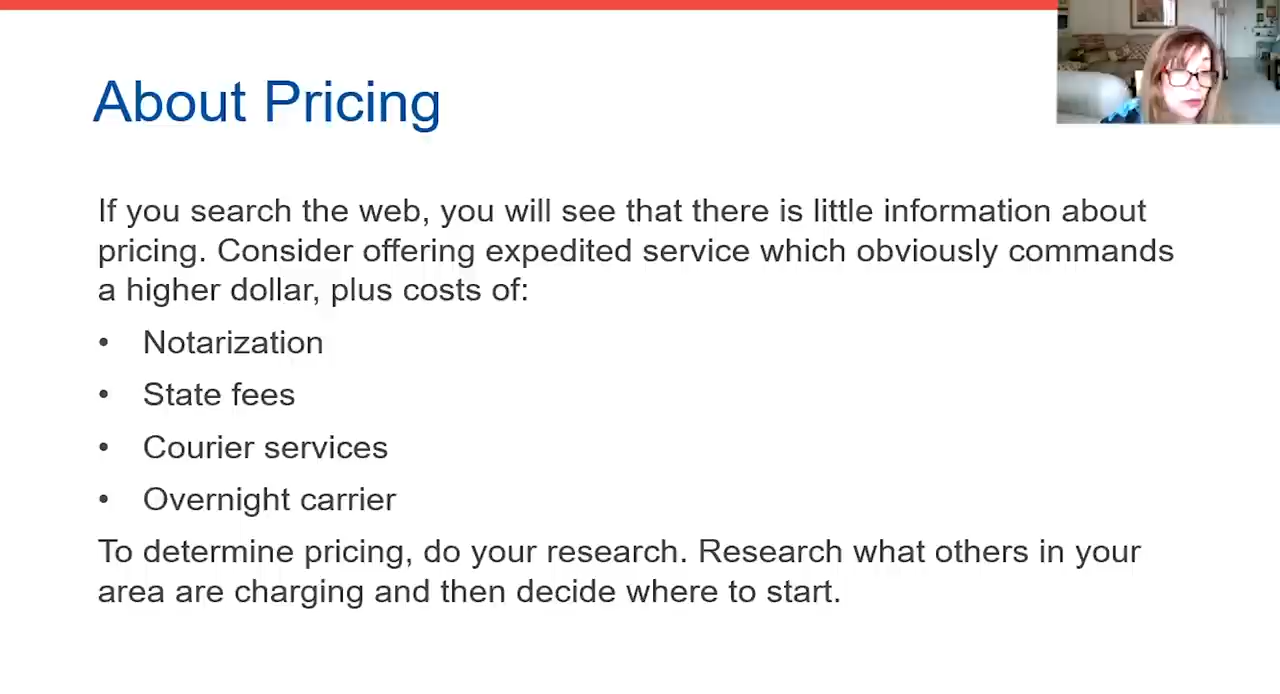 About Pricing
If you search the web, you will see that there is little information about
pricing. Consider offering expedited service which obviously commands
a higher dollar, plus costs of:
• Notarization
• State fees
• Courier services
• Overnight carrier
To determine pricing, do your research. Research what others in your
area are charging and then decide where to start.